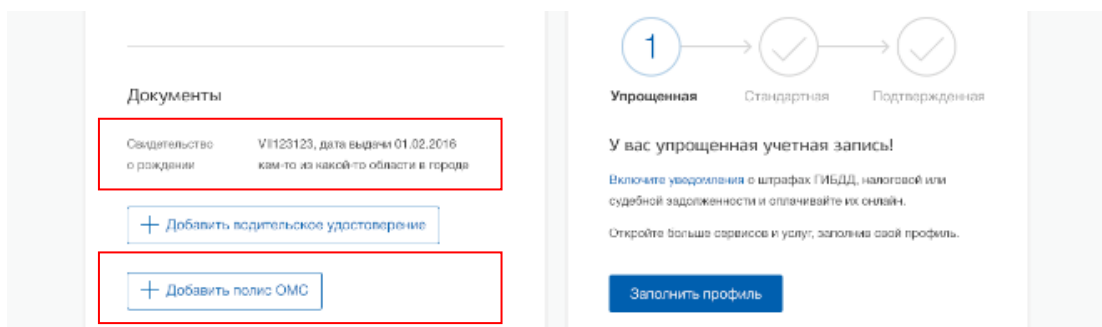 Документы
Свидетельство
о рождении
VII123123, дата выдачи 01.02.2016
кем-то из какой-то области в городе
+ Добавить водительское удостоверение
+ Добавить полис ОМС
1
Упрощенная
Стандартная
Подтвержденная
У вас упрощенная учетная запись!
Включите уведомления о штрафах ГИБДД, налоговой или
судебной задолженности и оплачивайте их онлайн.
Откройте больше сервисов и услуг, заполнив свой профиль.
Заполнить профиль